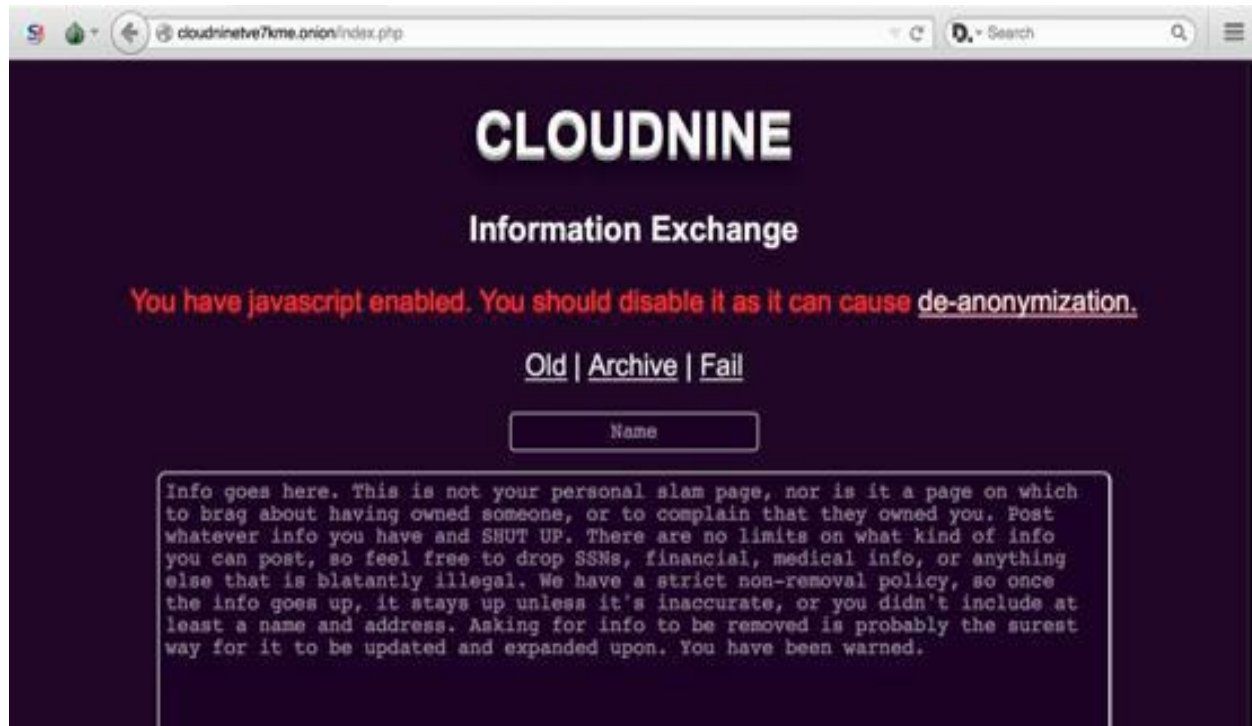 cloudninetve7kme.onion/index.php
Search
CLOUDNINE
Information Exchange
You have javascript enabled. You should disable it as it can cause de-anonymization.
Old | Archive | Fail
Name
Info goes here. This is not your personal slam page, nor is it a page on which
to brag about having owned someone, or to complain that they owned you. Post
whatever info you have and SHUT UP. There are no limits on what kind of info
you can post, so feel free to drop SSNs, financial, medical info, or anything
else that is blatantly illegal. We have a strict non-removal policy, so once
the info goes up, it stays up unless it's inaccurate, or you didn't include at
least a name and address. Asking for info to be removed is probably the surest
way for it to be updated and expanded upon. You have been warned.